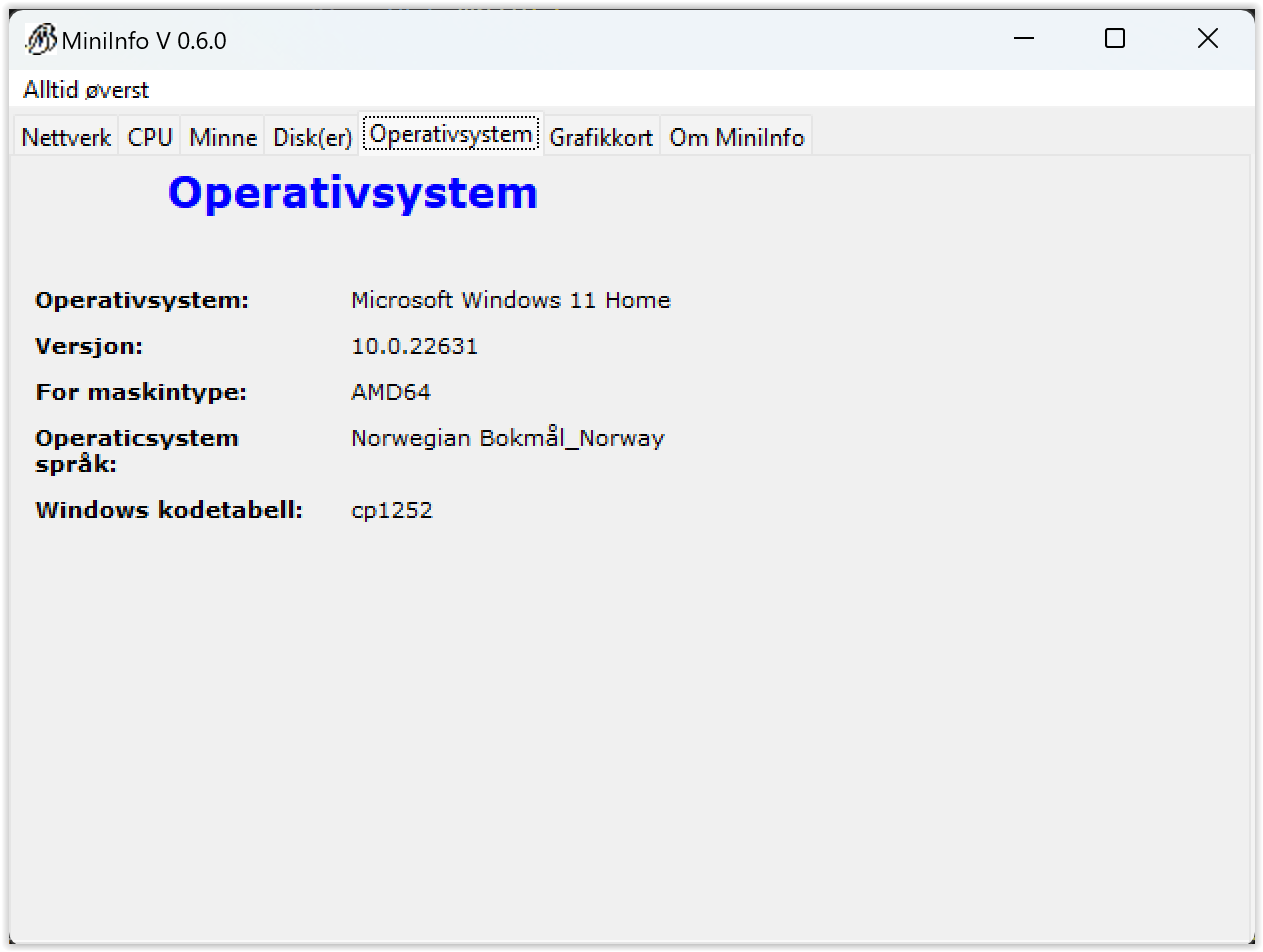 MiniInfo V 0.6.0
Alltid øverst
Nettverk CPU Minne Disk(er) Operativsystem Grafikkort Om MiniInfo
Operativsystem
Operativsystem: Microsoft Windows 11 Home
Versjon: 10.0.22631
For maskintype: AMD64
Operaticsystem Norwegian Bokmål_Norway
språk:
Windows kodetabell: cp1252